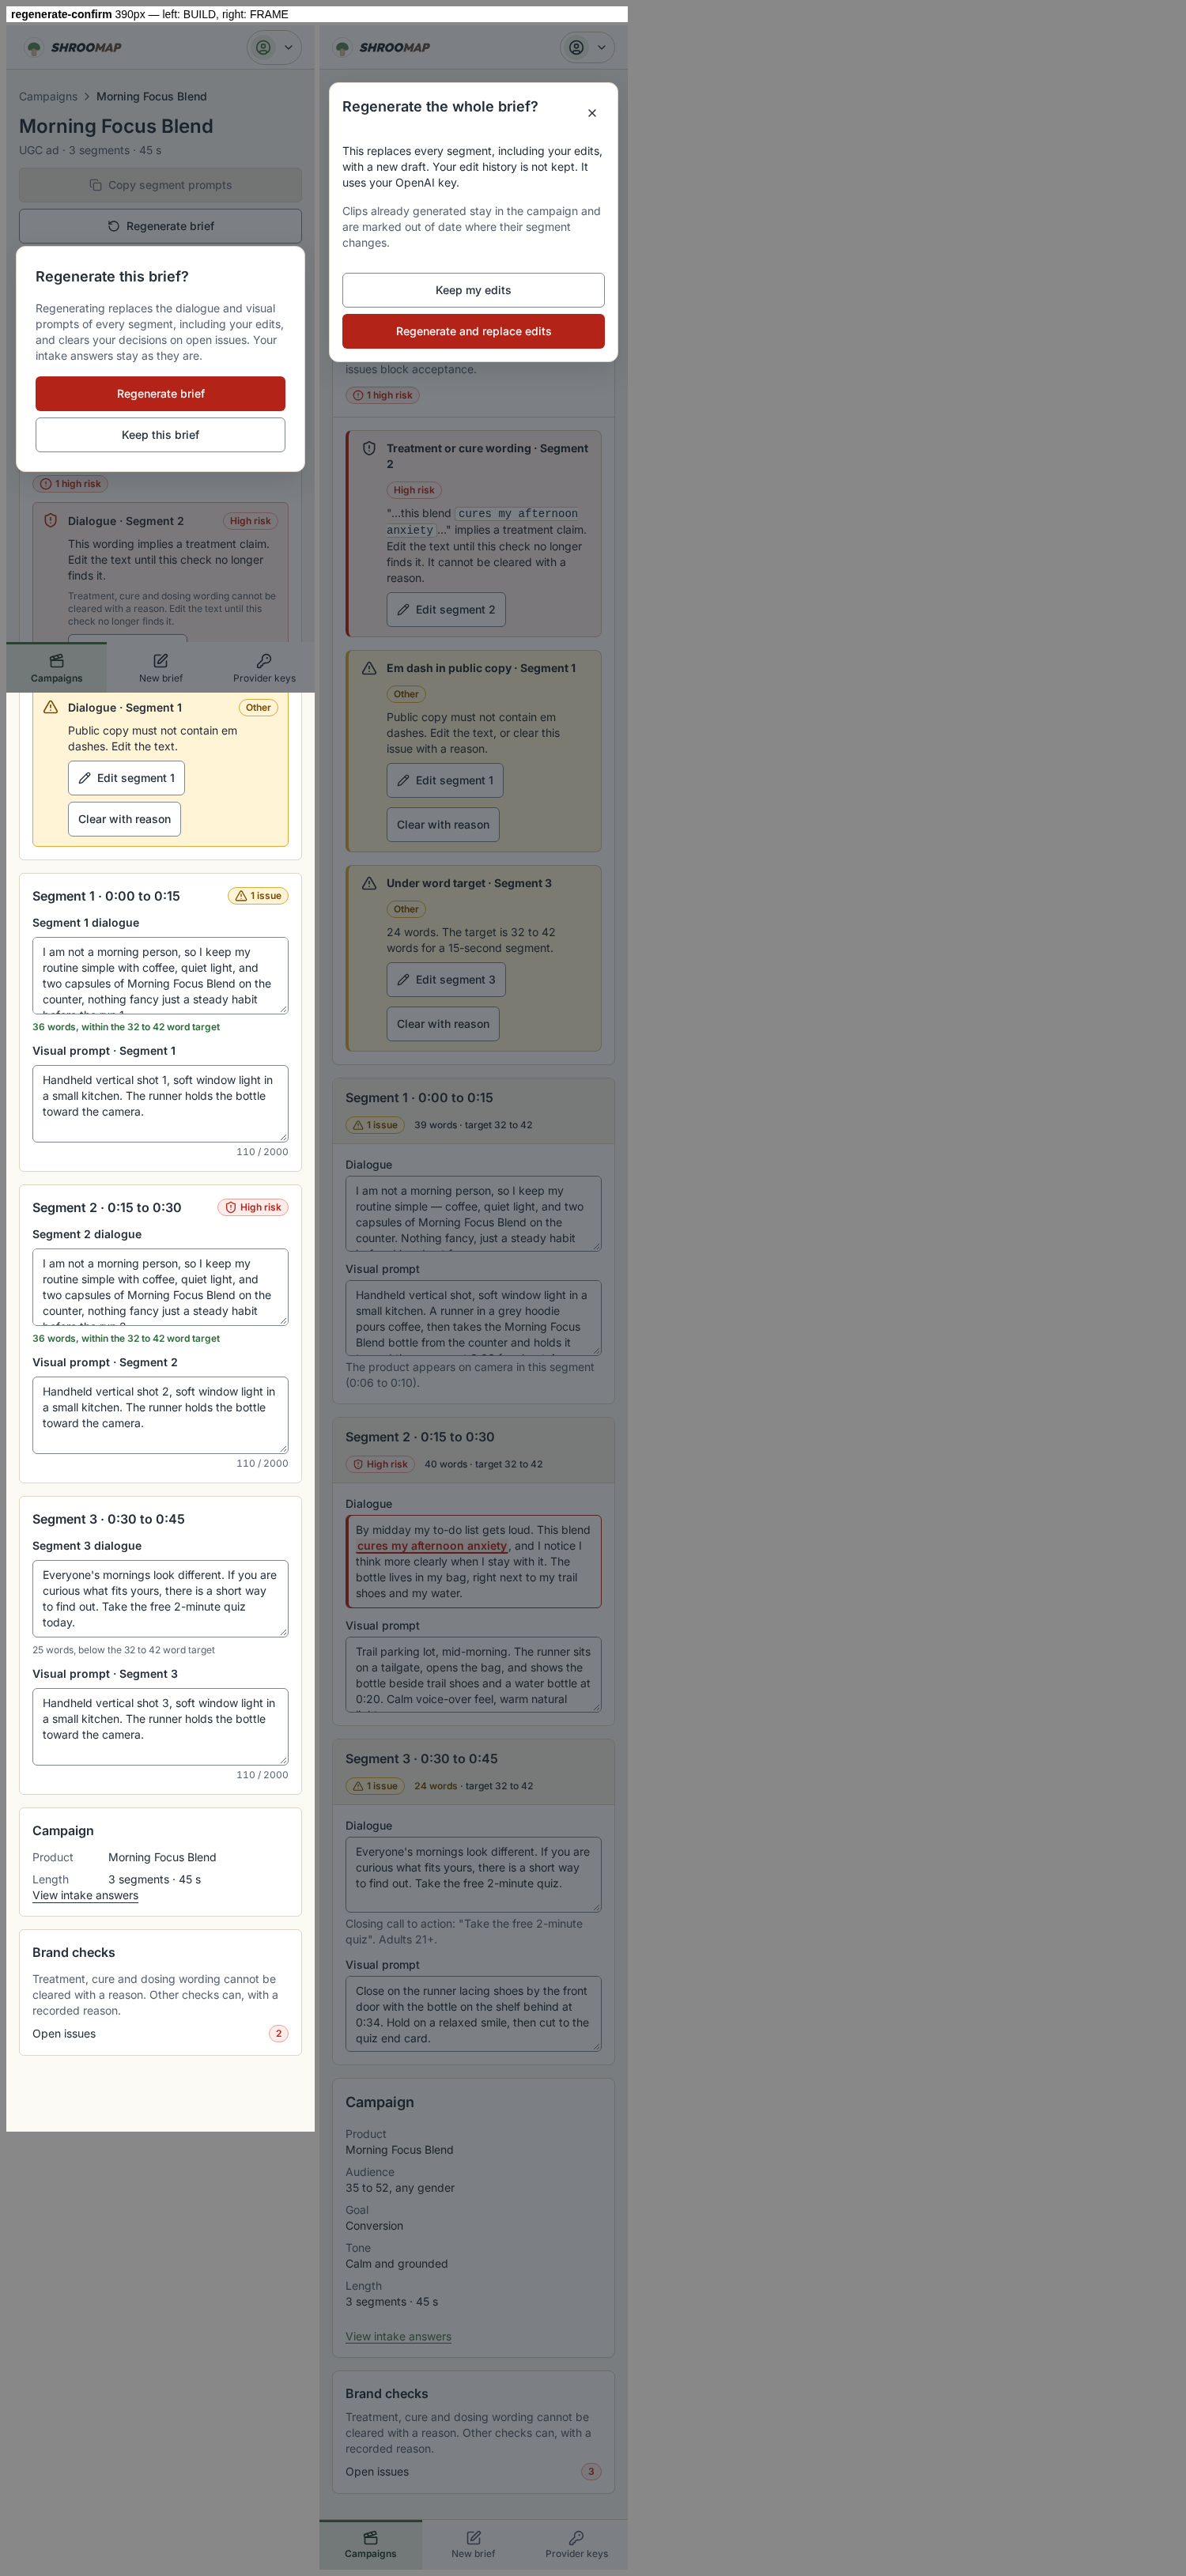 regenerate-confirm 390px — left: BUILD, right: FRAME
SHROOMAP
Campaigns > Morning Focus Blend
Morning Focus Blend
UGC ad · 3 segments · 45 s
Copy segment prompts
Regenerate brief
Regenerate this brief?
Regenerating replaces the dialogue and visual
prompts of every segment, including your edits,
and clears your decisions on open issues. Your
intake answers stay as they are.
Regenerate brief
Keep this brief
1 high risk
Dialogue · Segment 2
High risk
This wording implies a treatment claim.
Edit the text until this check no longer
finds it.
Treatment, cure and dosing wording cannot be
cleared with a reason. Edit the text until this
check no longer finds it.
Campaigns
New brief
Provider keys
Dialogue · Segment 1
Other
Public copy must not contain em
dashes. Edit the text.
Edit segment 1
Clear with reason
Segment 1 · 0:00 to 0:15
1 issue
Segment 1 dialogue
I am not a morning person, so I keep my
routine simple with coffee, quiet light, and
two capsules of Morning Focus Blend on the
counter, nothing fancy just a steady habit
36 words, within the 32 to 42 word target
Visual prompt · Segment 1
Handheld vertical shot 1, soft window light in
a small kitchen. The runner holds the bottle
toward the camera.
110 / 2000
Segment 2 · 0:15 to 0:30
High risk
Segment 2 dialogue
I am not a morning person, so I keep my
routine simple with coffee, quiet light, and
two capsules of Morning Focus Blend on the
counter, nothing fancy just a steady habit
36 words, within the 32 to 42 word target
Visual prompt · Segment 2
Handheld vertical shot 2, soft window light in
a small kitchen. The runner holds the bottle
toward the camera.
110 / 2000
Segment 3 · 0:30 to 0:45
Segment 3 dialogue
Everyone's mornings look different. If you are
curious what fits yours, there is a short way
to find out. Take the free 2-minute quiz
today.
25 words, below the 32 to 42 word target
Visual prompt · Segment 3
Handheld vertical shot 3, soft window light in
a small kitchen. The runner holds the bottle
toward the camera.
110 / 2000
Campaign
Product Morning Focus Blend
Length 3 segments · 45 s
View intake answers
Brand checks
Treatment, cure and dosing wording cannot be
cleared with a reason. Other checks can, with a
recorded reason.
Open issues 2
SHROOMAP
Regenerate the whole brief?
This replaces every segment, including your edits,
with a new draft. Your edit history is not kept. It
uses your OpenAI key.
Clips already generated stay in the campaign and
are marked out of date where their segment
changes.
Keep my edits
Regenerate and replace edits
issues block acceptance.
1 high risk
Treatment or cure wording · Segment
2
High risk
"...this blend cures my afternoon
anxiety..." implies a treatment claim.
Edit the text until this check no longer
finds it. It cannot be cleared with a
reason.
Edit segment 2
Em dash in public copy · Segment 1
Other
Public copy must not contain em
dashes. Edit the text, or clear this
issue with a reason.
Edit segment 1
Clear with reason
Under word target · Segment 3
Other
24 words. The target is 32 to 42
words for a 15-second segment.
Edit segment 3
Clear with reason
Segment 1 · 0:00 to 0:15
1 issue 39 words · target 32 to 42
Dialogue
I am not a morning person, so I keep my
routine simple — coffee, quiet light, and two
capsules of Morning Focus Blend on the
counter. Nothing fancy, just a steady habit
Visual prompt
Handheld vertical shot, soft window light in a
small kitchen. A runner in a grey hoodie
pours coffee, then takes the Morning Focus
Blend bottle from the counter and holds it
The product appears on camera in this segment
(0:06 to 0:10).
Segment 2 · 0:15 to 0:30
High risk 40 words · target 32 to 42
Dialogue
By midday my to-do list gets loud. This blend
cures my afternoon anxiety, and I notice I
think more clearly when I stay with it. The
bottle lives in my bag, right next to my trail
shoes and my water.
Visual prompt
Trail parking lot, mid-morning. The runner sits
on a tailgate, opens the bag, and shows the
bottle beside trail shoes and a water bottle at
0:20. Calm voice-over feel, warm natural
Segment 3 · 0:30 to 0:45
1 issue 24 words · target 32 to 42
Dialogue
Everyone's mornings look different. If you are
curious what fits yours, there is a short way
to find out. Take the free 2-minute quiz.
Closing call to action: "Take the free 2-minute
quiz". Adults 21+.
Visual prompt
Close on the runner lacing shoes by the front
door with the bottle on the shelf behind at
0:34. Hold on a relaxed smile, then cut to the
quiz end card.
Campaign
Product
Morning Focus Blend
Audience
35 to 52, any gender
Goal
Conversion
Tone
Calm and grounded
Length
3 segments · 45 s
View intake answers
Brand checks
Treatment, cure and dosing wording cannot be
cleared with a reason. Other checks can, with a
recorded reason.
Open issues 3
Campaigns
New brief
Provider keys